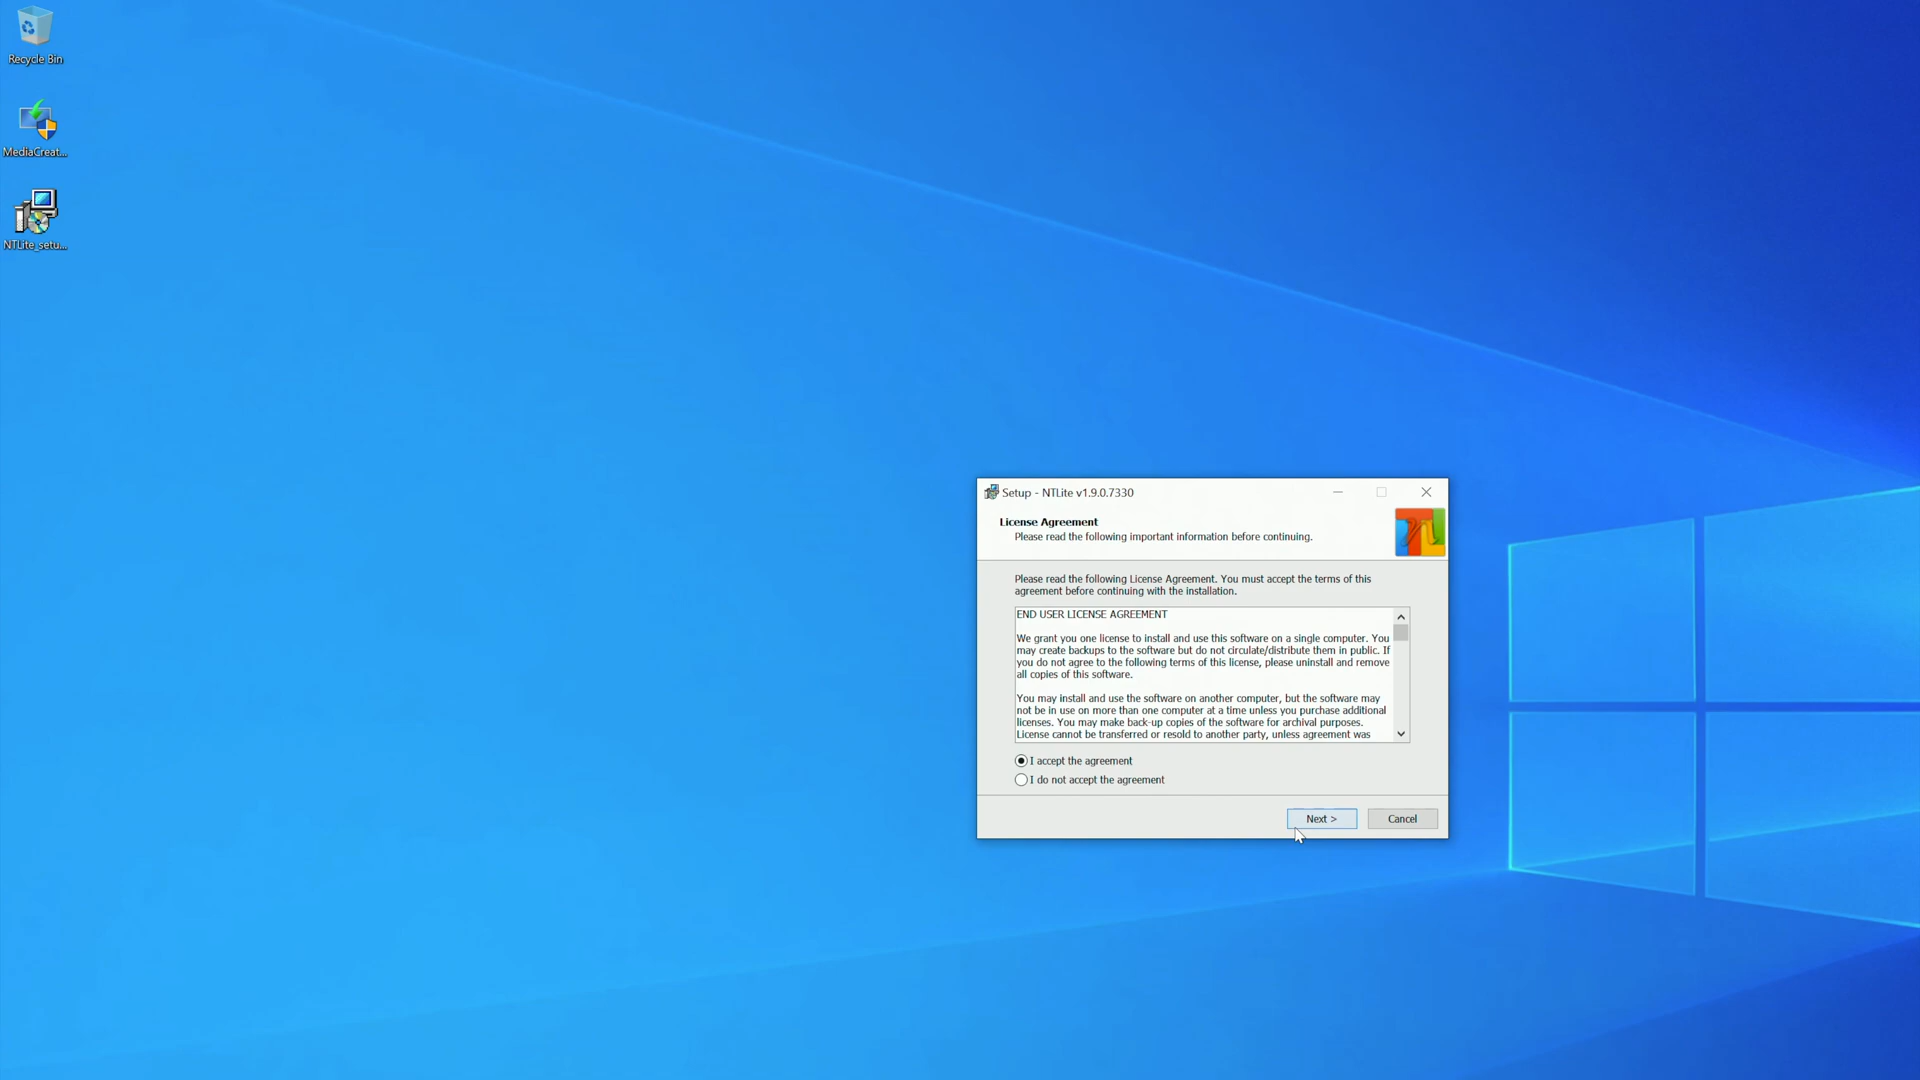 Recycle Bin
MediaCreat...
NTLite_setu...
Setup - NTLite v1.9.0.7330
License Agreement
Please read the following important information before continuing.
Please read the following License Agreement. You must accept the terms of this
agreement before continuing with the installation.
END USER LICENSE AGREEMENT
We grant you one license to install and use this software on a single computer. You
may create backups to the software but do not circulate/distribute them in public. If
you do not agree to the following terms of this license, please uninstall and remove
all copies of this software.
You may install and use the software on another computer, but the software may
not be in use on more than one computer at a time unless you purchase additional
licenses. You may make back-up copies of the software for archival purposes.
License cannot be transferred or resold to another party, unless agreement was
I accept the agreement
I do not accept the agreement
Next >
Cancel